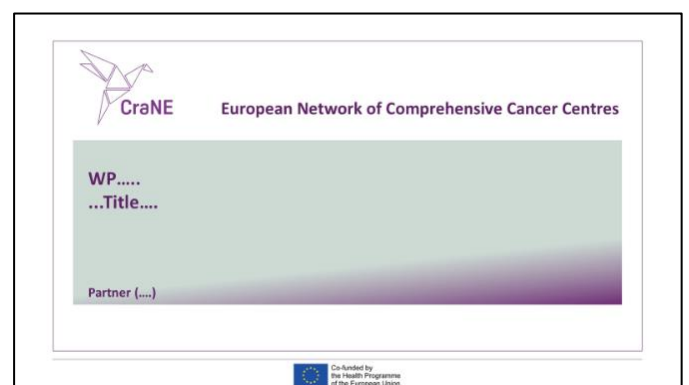 CraNE
European Network of Comprehensive Cancer Centres
WP.....
...Title....
Partner (....)
Co-funded by
the Health Programme
of the European Union